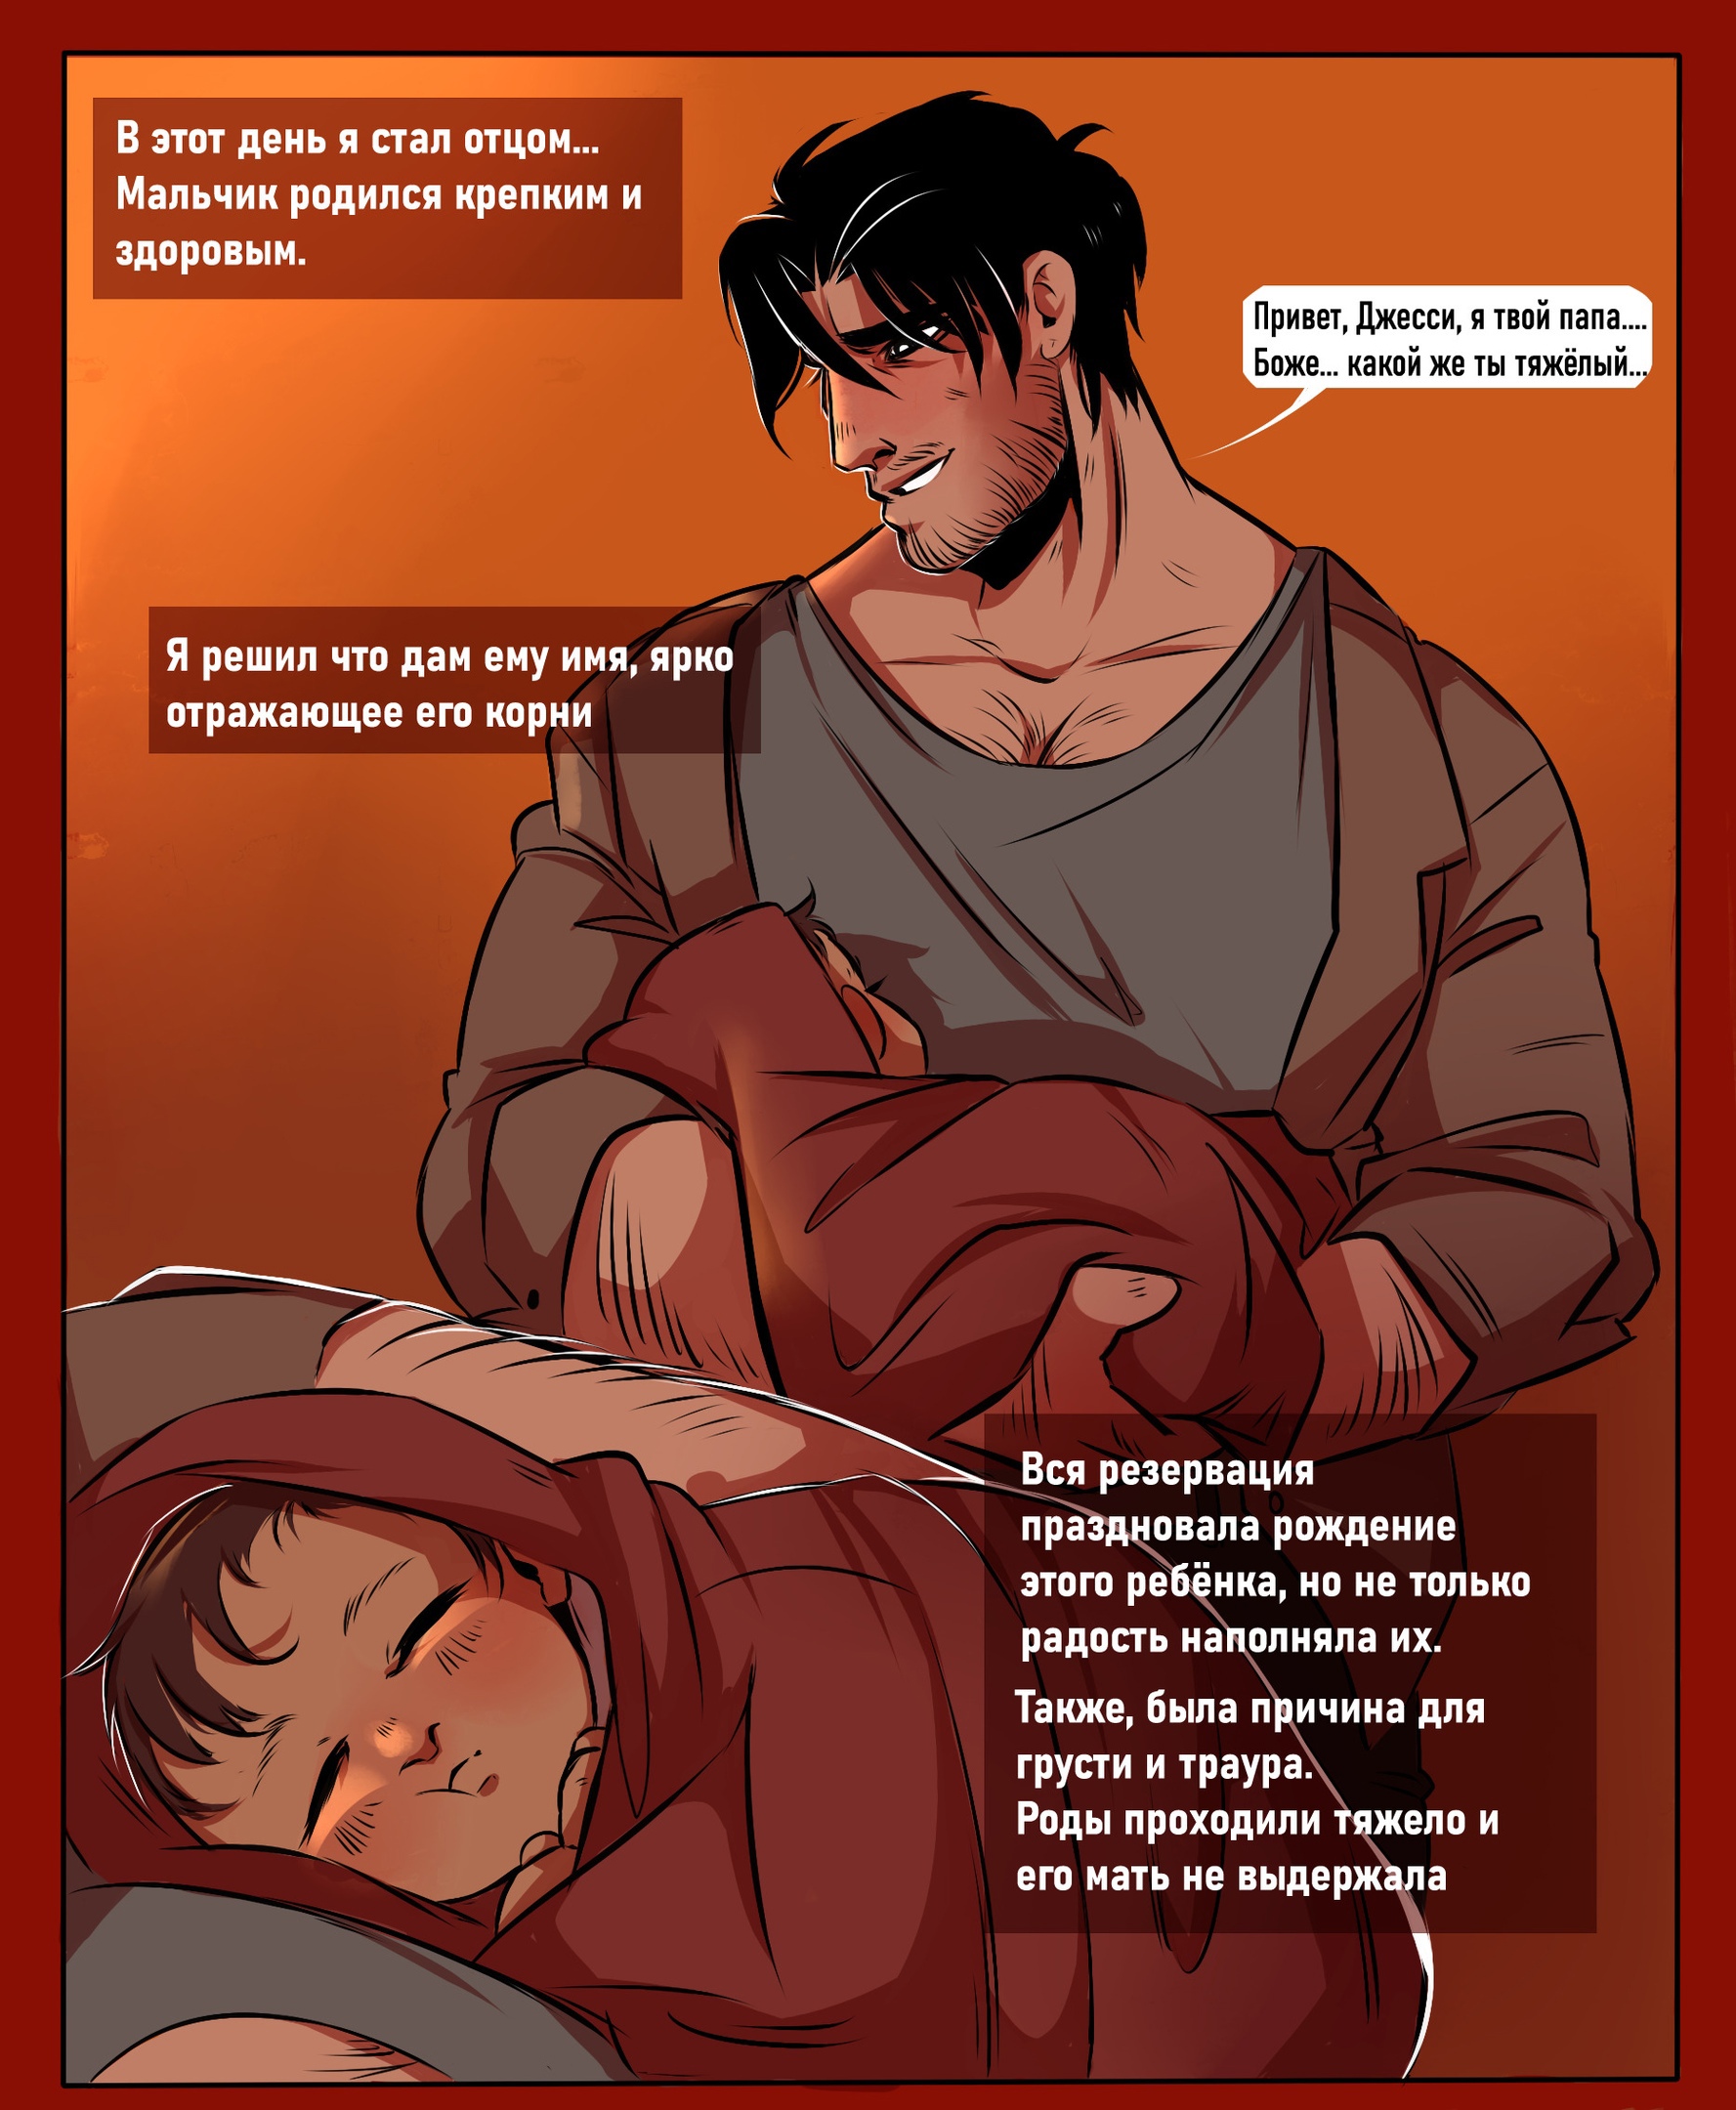 В этот день я стал отцом...
Мальчик родился крепким и
здоровым.
Привет, Джесси, я твой папа....
Боже... какой же ты тяжёлый...
Я решил что дам ему имя, ярко
отражающее его корни
Вся резервация
праздновала рождение
этого ребёнка, но не только
радость наполняла их.
Также, была причина для
грусти и траура.
Роды проходили тяжело и
его мать не выдержала